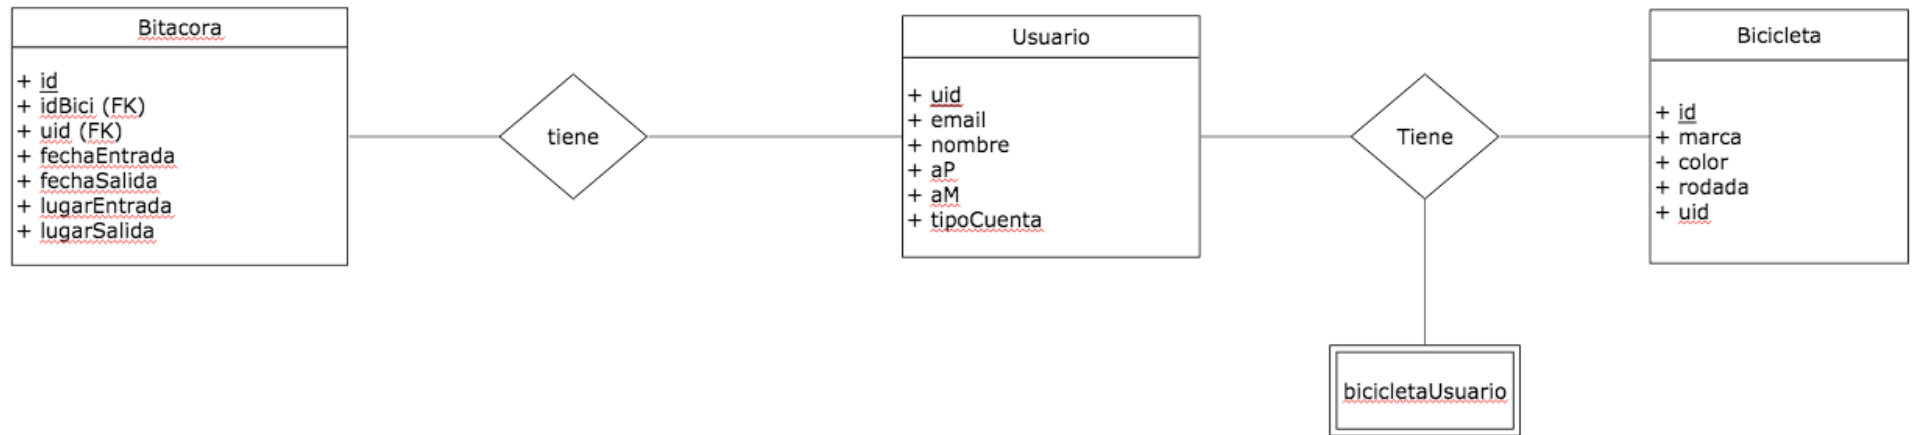 Bitacora
+ id
+ idBici (FK)
+ uid (FK)
+ fechaEntrada
+ fechaSalida
+ lugarEntrada
+ lugarSalida
tiene
Usuario
+ uid
+ email
+ nombre
+ aP
+ aM
+ tipoCuenta
Tiene
Bicicleta
+ id
+ marca
+ color
+ rodada
+ uid
bicicletaUsuario